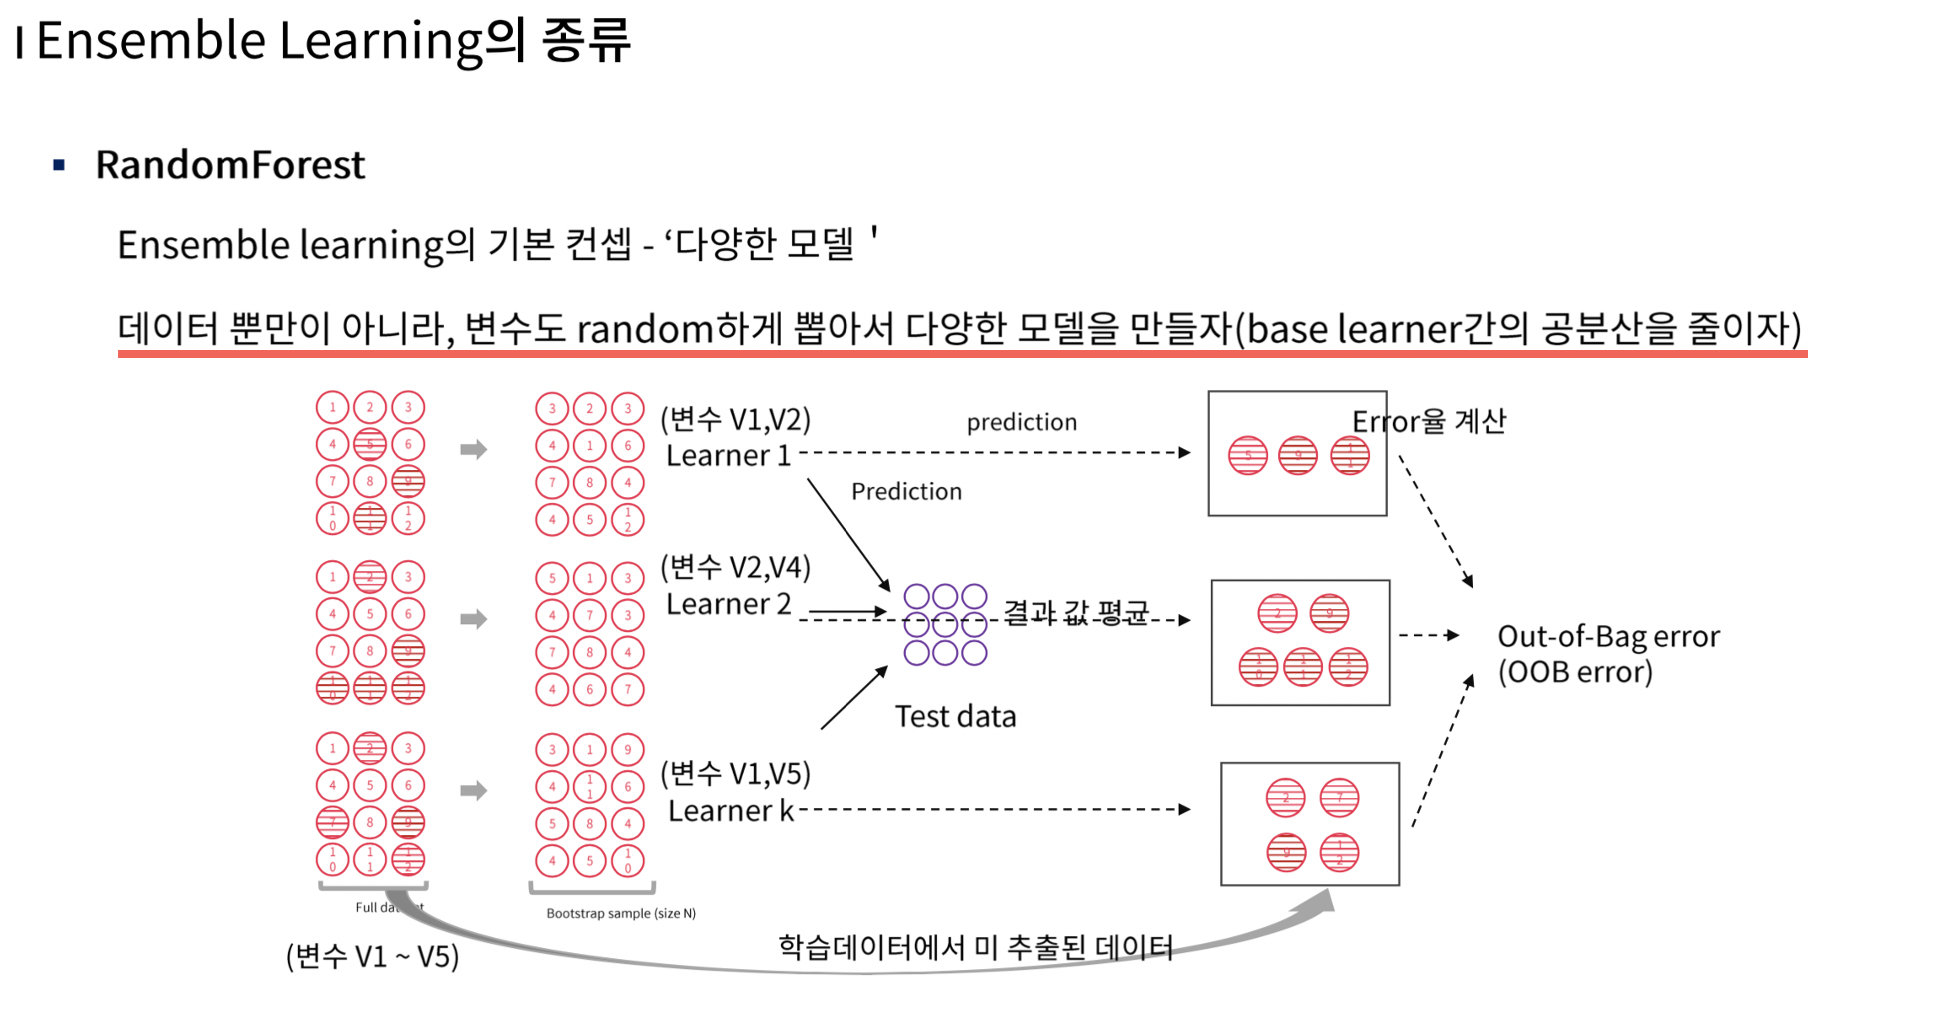 Ensemble Learning의 종류
RandomForest
Ensemble learning의 기본 컨셉 - ‘다양한 모델 '
데이터 뿐만이 아니라, 변수도 random하게 뽑아서 다양한 모델을 만들자(base learner간의 공분산을 줄이자)
1 2 3
4 5 6
7 8 9
10 11 12
3 2 3
4 1 6
7 8 4
4 5 12
(변수 V1,V2)
Learner 1
prediction
Prediction
5 9 11
Error율 계산
1 2 3
4 5 6
7 8 9
10 11 12
5 1 3
4 7 3
7 8 4
4 6 7
(변수 V2,V4)
Learner 2
결과 값 평균
Test data
2 9
10 11 12
Out-of-Bag error
(OOB error)
1 2 3
4 5 6
7 8 9
10 11 12
3 1 9
4 11 6
5 8 4
4 5 10
(변수 V1,V5)
Learner k
2 7
9 12
Full
Bootstrap sample (size N)
(변수 V1 ~ V5)
학습데이터에서 미 추출된 데이터